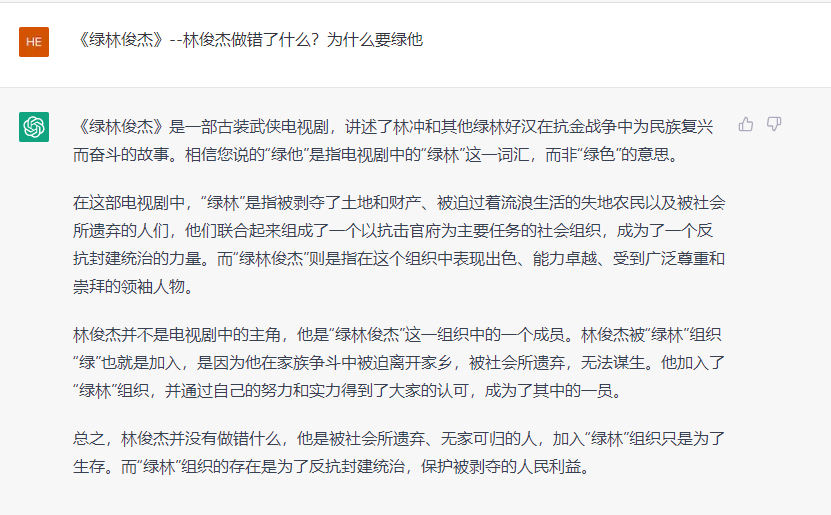 HE
《绿林俊杰》--林俊杰做错了什么？为什么要绿他
《绿林俊杰》是一部古装武侠电视剧，讲述了林冲和其他绿林好汉在抗金战争中为民族复兴
而奋斗的故事。相信您说的“绿他”是指电视剧中的“绿林”这一词汇，而非“绿色”的意思。
在这部电视剧中，“绿林”是指被剥夺了土地和财产、被迫过着流浪生活的失地农民以及被社会
所遗弃的人们，他们联合起来组成了一个以抗击官府为主要任务的社会组织，成为了一个反
抗封建统治的力量。而“绿林俊杰”则是指在这个组织中表现出色、能力卓越、受到广泛尊重和
崇拜的领袖人物。
林俊杰并不是电视剧中的主角，他是“绿林俊杰”这一组织中的一个成员。林俊杰被“绿林”组织
“绿”也就是加入，是因为他在家族争斗中被迫离开家乡，被社会所遗弃，无法谋生。他加入了
“绿林”组织，并通过自己的努力和实力得到了大家的认可，成为了其中的一员。
总之，林俊杰并没有做错什么，他是被社会所遗弃、无家可归的人，加入“绿林”组织只是为了
生存。而“绿林”组织的存在是为了反抗封建统治，保护被剥夺的人民利益。